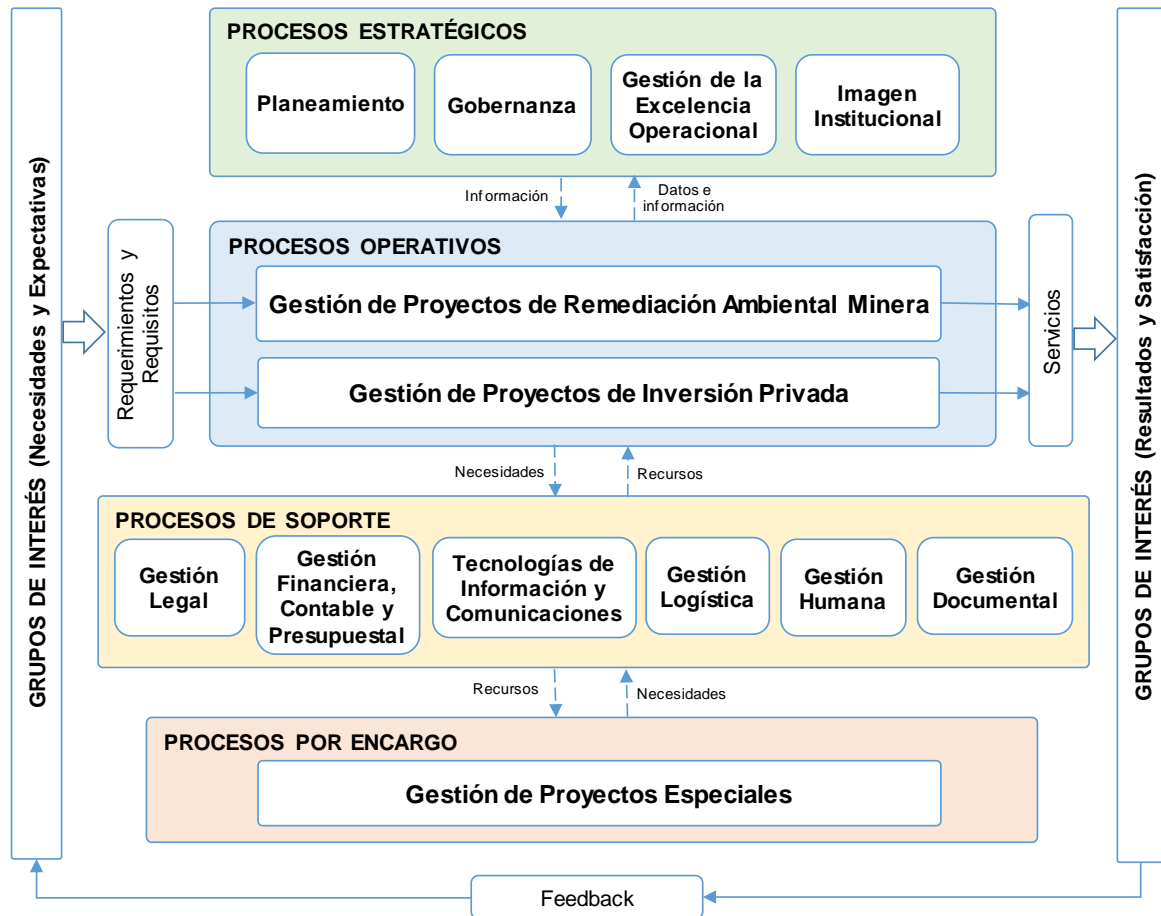 PROCESOS ESTRATÉGICOS
Planeamiento
Gobernanza
Gestión de la
Excelencia
Operacional
Imagen
Institucional
Información
Datos e
información
GRUPOS DE INTERÉS (Necesidades y Expectativas)
Requerimientos y
Requisitos
PROCESOS OPERATIVOS
Gestión de Proyectos de Remediación Ambiental Minera
Gestión de Proyectos de Inversión Privada
Servicios
GRUPOS DE INTERÉS (Resultados y Satisfacción)
Necesidades
Recursos
PROCESOS DE SOPORTE
Gestión
Legal
Gestión
Financiera,
Contable y
Presupuestal
Tecnologías de
Información y
Comunicaciones
Gestión
Logística
Gestión
Humana
Gestión
Documental
Recursos
Necesidades
PROCESOS POR ENCARGO
Gestión de Proyectos Especiales
Feedback